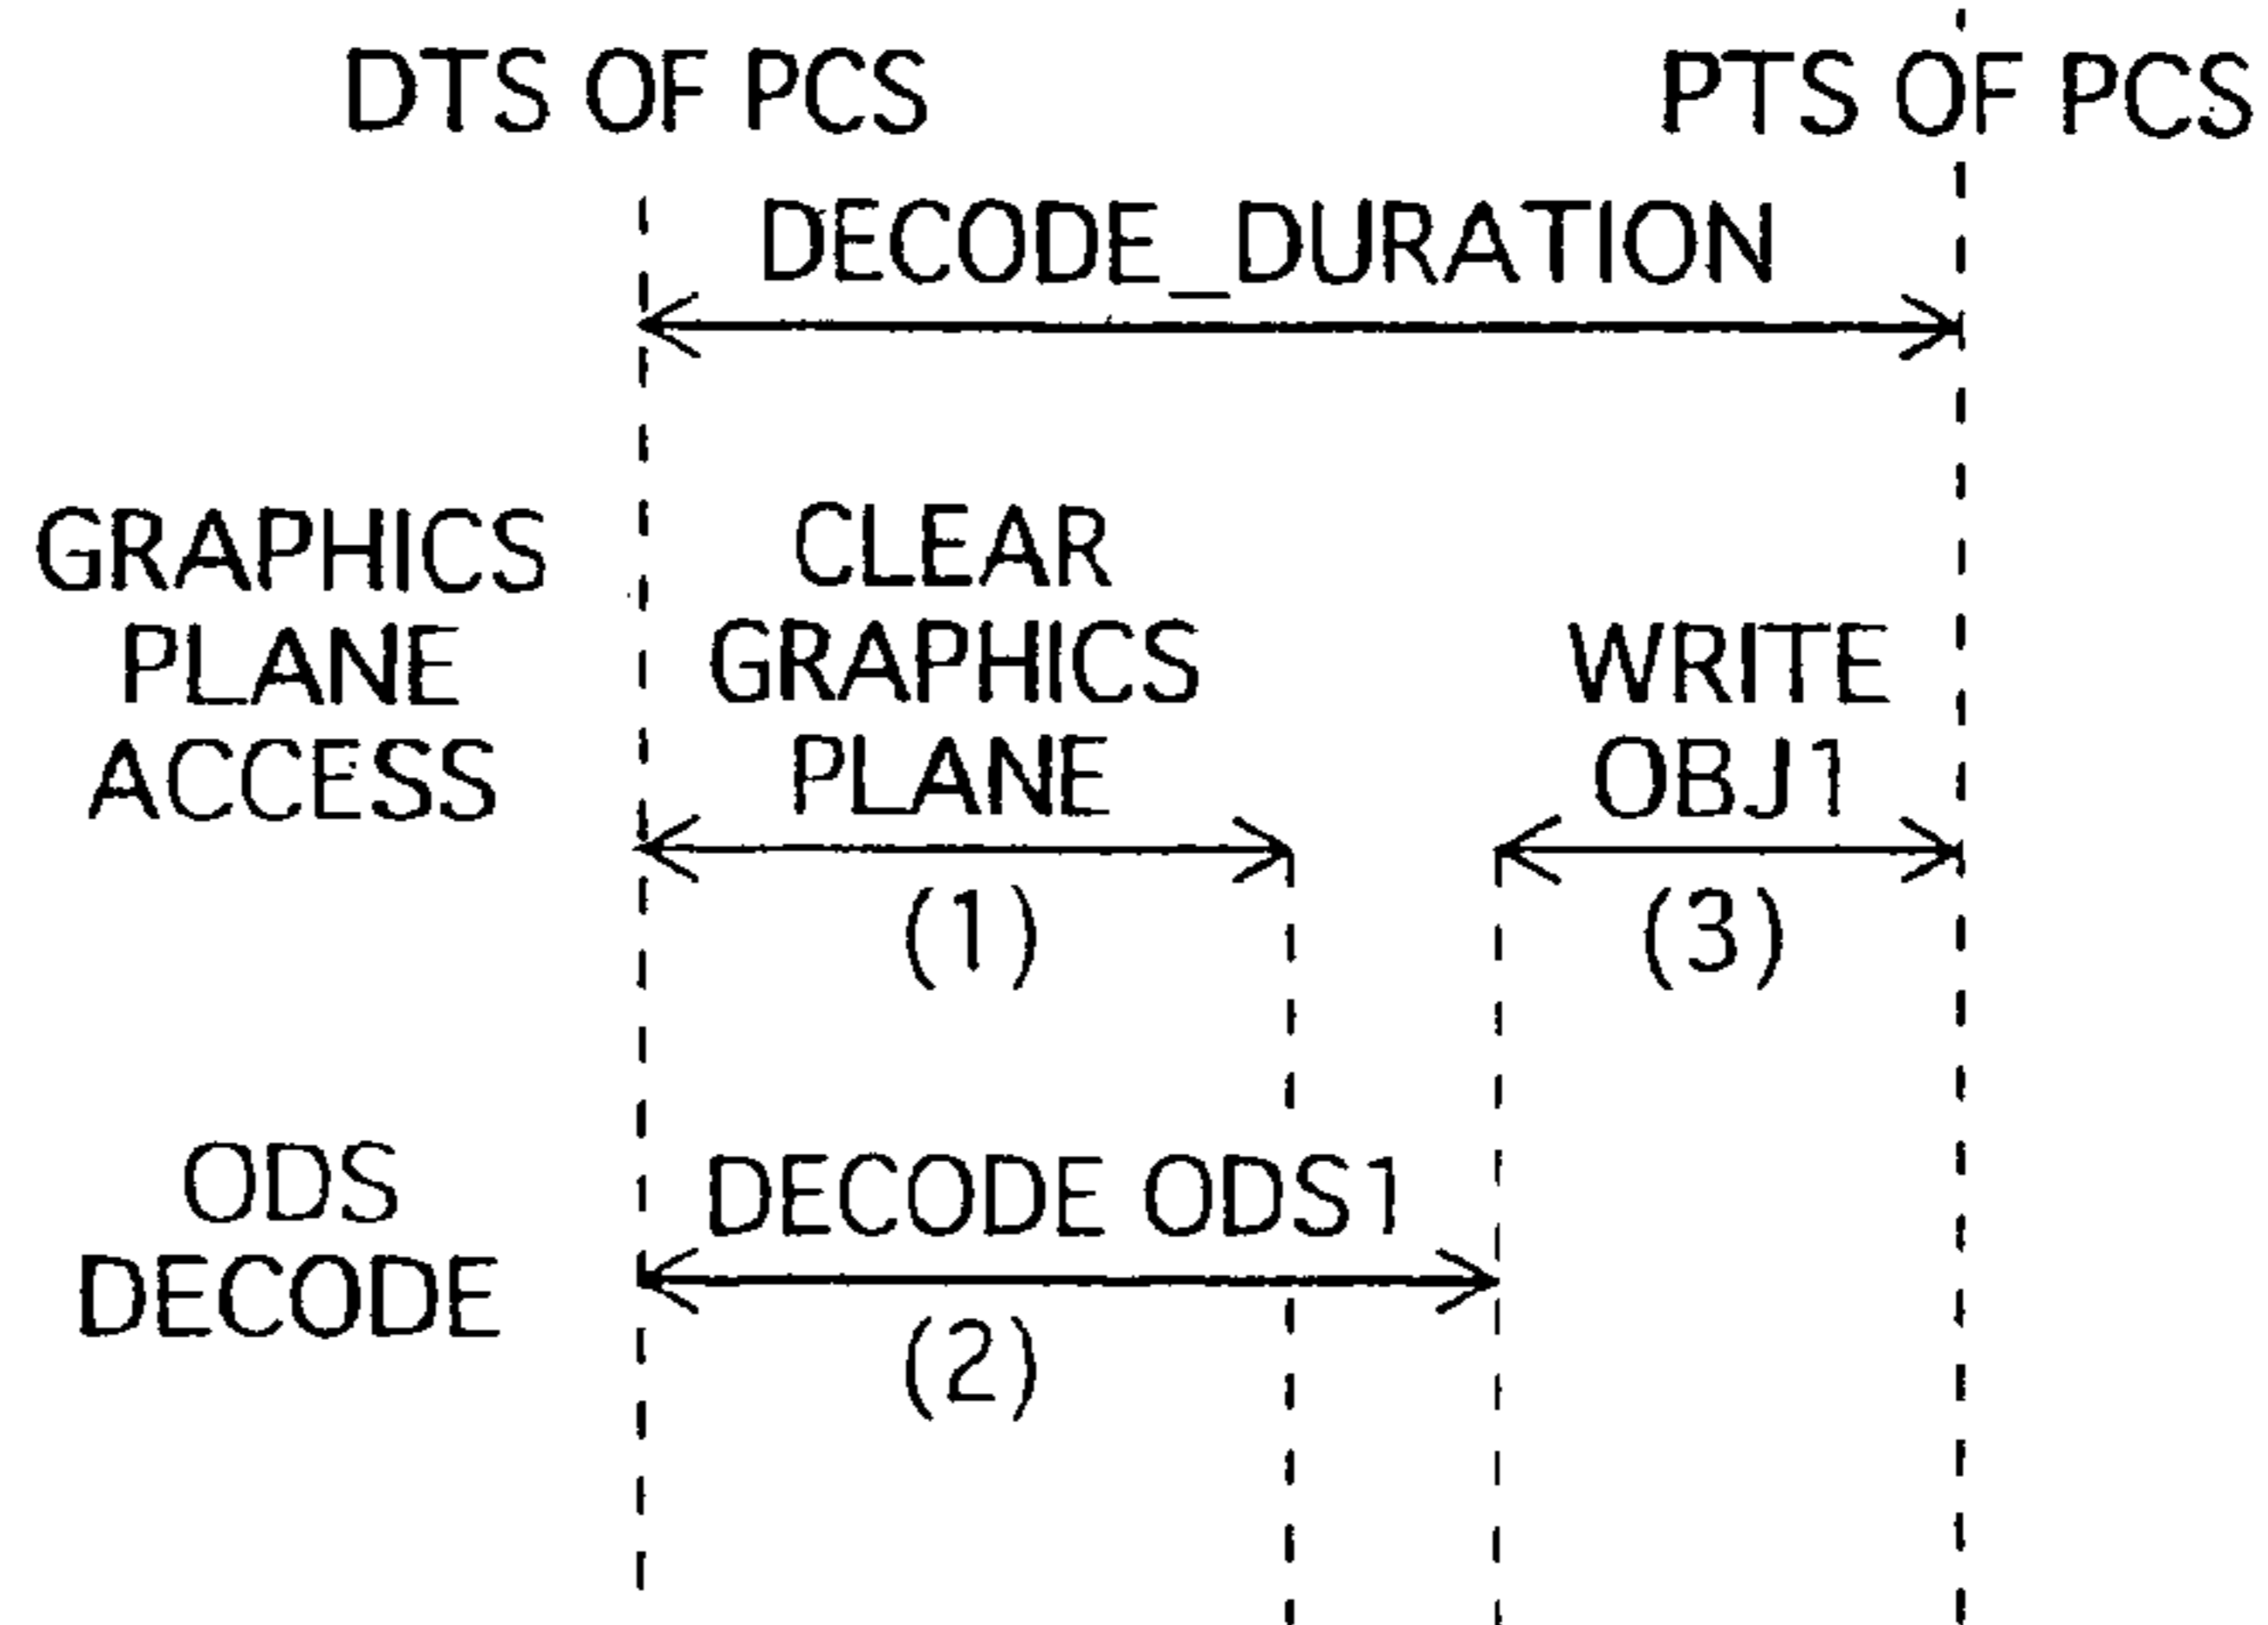 DTS OF PCS
PTS OF PCS
DECODE_DURATION
GRAPHICS
PLANE
ACCESS
CLEAR
GRAPHICS
PLANE
(1)
WRITE
OBJ1
(3)
ODS
DECODE
DECODE ODS1
(2)